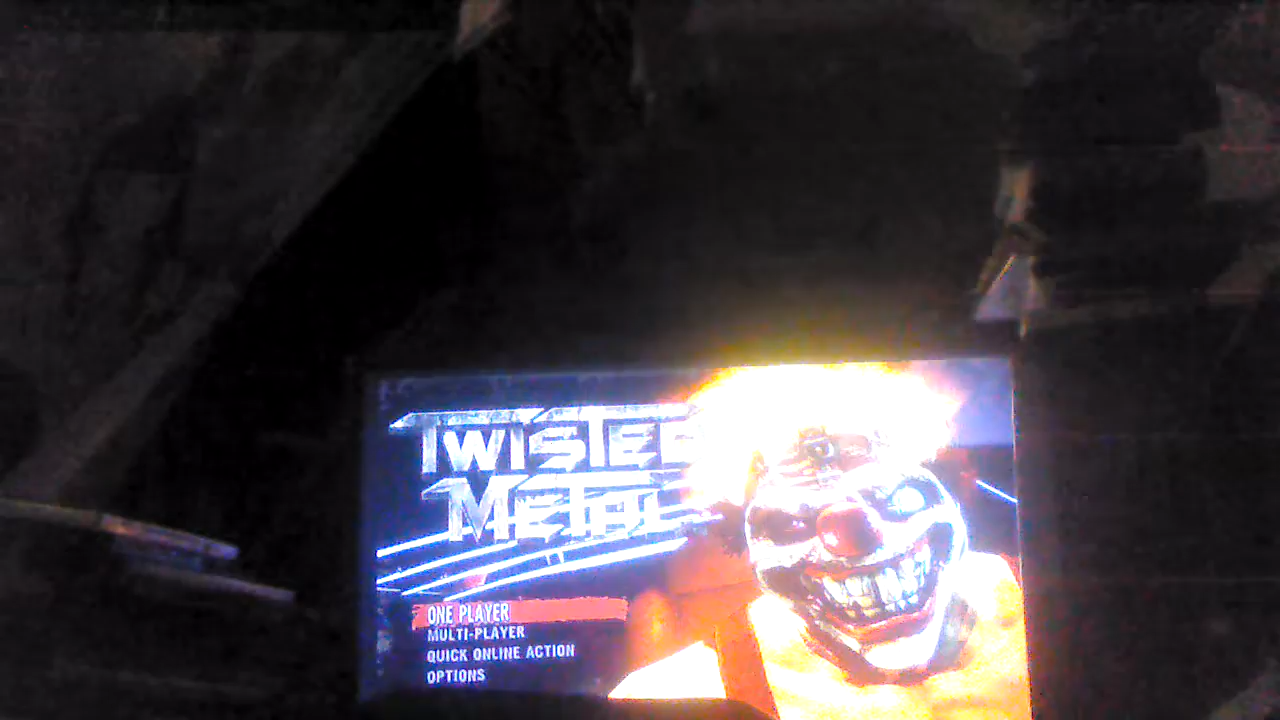 TWISTED
METAL
ONE PLAYER
MULTI-PLAYER
QUICK ONLINE ACTION
OPTIONS